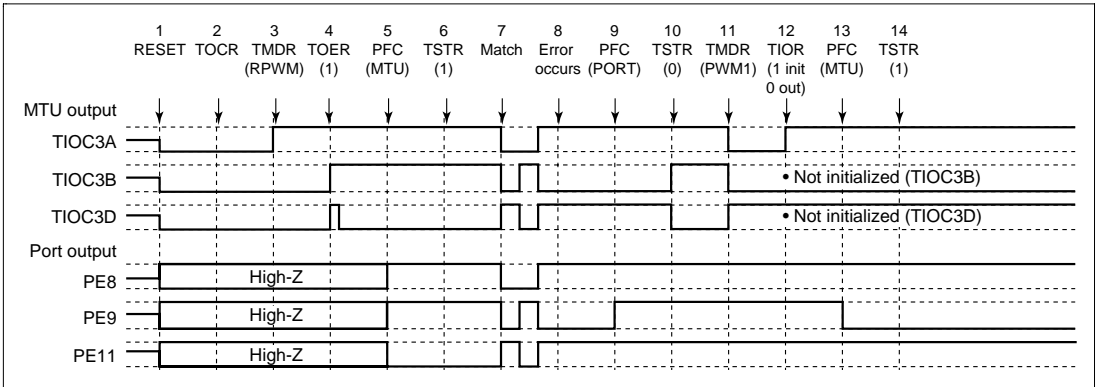 1 2 3 4 5 6 7 8 9 10 11 12 13 14
RESET TOCR TMDR TOER PFC TSTR Match Error PFC TSTR TMDR TIOR PFC TSTR
(RPWM) (1) (MTU) (1) occurs (PORT) (0) (PWM1) (1 init (MTU) (1)
0 out)
MTU output
TIOC3A
TIOC3B
• Not initialized (TIOC3B)
TIOC3D
• Not initialized (TIOC3D)
Port output
PE8
High-Z
PE9
High-Z
PE11
High-Z